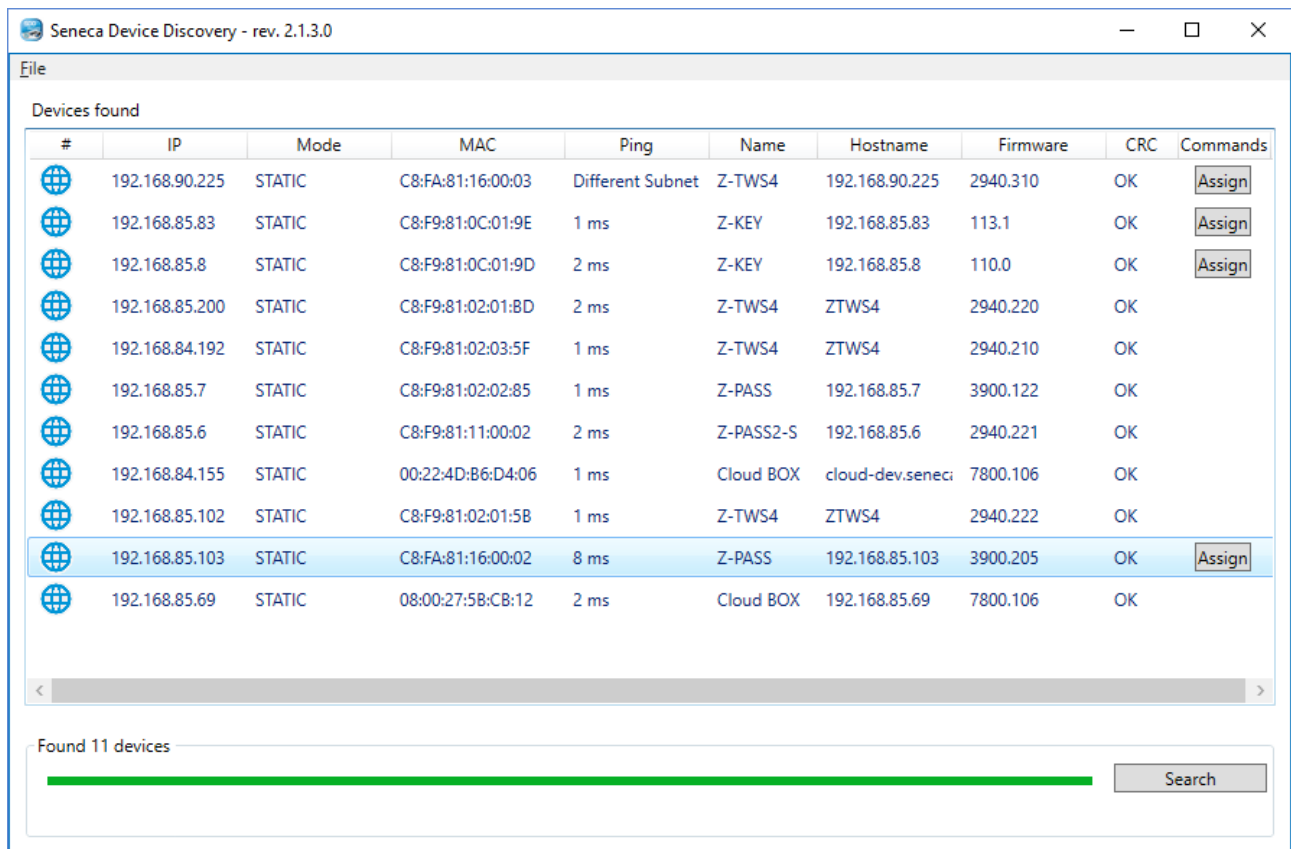 Seneca Device Discovery - rev. 2.1.3.0
File
Devices found
# IP Mode MAC Ping Name Hostname Firmware CRC Commands
192.168.90.225 STATIC C8:FA:81:16:00:03 Different Subnet Z-TWS4 192.168.90.225 2940.310 OK Assign
192.168.85.83 STATIC C8:F9:81:0C:01:9E 1 ms Z-KEY 192.168.85.83 113.1 OK Assign
192.168.85.8 STATIC C8:F9:81:0C:01:9D 2 ms Z-KEY 192.168.85.8 110.0 OK Assign
192.168.85.200 STATIC C8:F9:81:02:01:BD 2 ms Z-TWS4 ZTWS4 2940.220 OK
192.168.84.192 STATIC C8:F9:81:02:03:5F 1 ms Z-TWS4 ZTWS4 2940.210 OK
192.168.85.7 STATIC C8:F9:81:02:02:85 1 ms Z-PASS 192.168.85.7 3900.122 OK
192.168.85.6 STATIC C8:F9:81:11:00:02 2 ms Z-PASS2-S 192.168.85.6 2940.221 OK
192.168.84.155 STATIC 00:22:4D:B6:D4:06 1 ms Cloud BOX cloud-dev.seneca 7800.106 OK
192.168.85.102 STATIC C8:F9:81:02:01:5B 1 ms Z-TWS4 ZTWS4 2940.222 OK
192.168.85.103 STATIC C8:FA:81:16:00:02 8 ms Z-PASS 192.168.85.103 3900.205 OK Assign
192.168.85.69 STATIC 08:00:27:5B:CB:12 2 ms Cloud BOX 192.168.85.69 7800.106 OK
Found 11 devices
Search